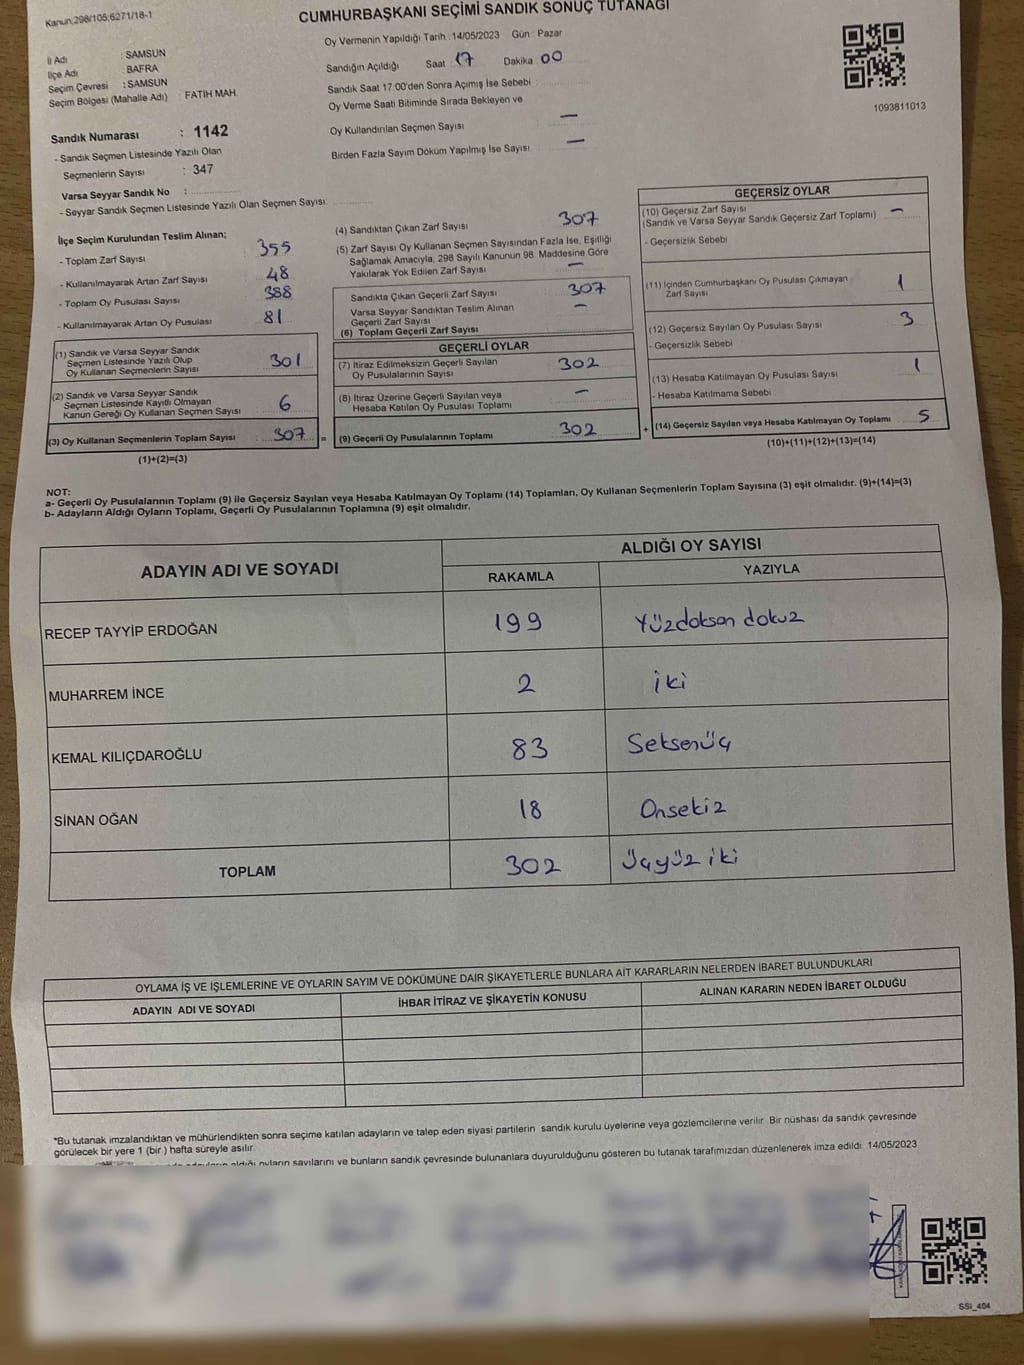 Kanun;298/105;6271/18-1
CUMHURBAŞKANI SEÇİMİ SANDIK SONUÇ TUTANAĞI
Oy Vermenin Yapıldığı Tarih : 14/05/2023 Gün : Pazar
İl Adı : SAMSUN
İlçe Adı : BAFRA
Seçim Çevresi : SAMSUN
Seçim Bölgesi (Mahalle Adı) FATİH MAH.
Sandığın Açıldığı Saat 17 Dakika 00
Sandık Saat 17:00'den Sonra Açımış İse Sebebi
Oy Verme Saati Bitiminde Sırada Bekleyen ve
Oy Kullandırılan Seçmen Sayısı —
Birden Fazla Sayım Döküm Yapılmış İse Sayısı —
1093811013
Sandık Numarası : 1142
- Sandık Seçmen Listesinde Yazılı Olan
Seçmenlerin Sayısı : 347
Varsa Seyyar Sandık No :
- Seyyar Sandık Seçmen Listesinde Yazılı Olan Seçmen Sayısı:
İlçe Seçim Kurulundan Teslim Alınan;
- Toplam Zarf Sayısı 355
- Kullanılmayarak Artan Zarf Sayısı 48
- Toplam Oy Pusulası Sayısı 388
- Kullanılmayarak Artan Oy Pusulası 81
(1) Sandık ve Varsa Seyyar Sandık
Seçmen Listesinde Yazılı Olup
Oy Kullanan Seçmenlerin Sayısı 301
(2) Sandık ve Varsa Seyyar Sandık
Seçmen Listesinde Kayıtlı Olmayan
Kanun Gereği Oy Kullanan Seçmen Sayısı 6
(3) Oy Kullanan Seçmenlerin Toplam Sayısı 307 =
(1)+(2)=(3)
(4) Sandıktan Çıkan Zarf Sayısı 307
(5) Zarf Sayısı Oy Kullanan Seçmen Sayısından Fazla İse, Eşitliği
Sağlamak Amacıyla, 298 Sayılı Kanunun 98. Maddesine Göre
Yakılarak Yok Edilen Zarf Sayısı —
Sandıkta Çıkan Geçerli Zarf Sayısı 307
Varsa Seyyar Sandıktan Teslim Alınan
Geçerli Zarf Sayısı —
(6) Toplam Geçerli Zarf Sayısı
GEÇERLİ OYLAR
(7) İtiraz Edilmeksizin Geçerli Sayılan
Oy Pusulalarının Sayısı 302
(8) İtiraz Üzerine Geçerli Sayılan veya
Hesaba Katılan Oy Pusulası Toplamı —
(9) Geçerli Oy Pusulalarının Toplamı 302 +
GEÇERSİZ OYLAR
(10) Geçersiz Zarf Sayısı
(Sandık ve Varsa Seyyar Sandık Geçersiz Zarf Toplamı) —
- Geçersizlik Sebebi
(11) İçinden Cumhurbaşkanı Oy Pusulası Çıkmayan
Zarf Sayısı 1
(12) Geçersiz Sayılan Oy Pusulası Sayısı 3
- Geçersizlik Sebebi
(13) Hesaba Katılmayan Oy Pusulası Sayısı 1
- Hesaba Katılmama Sebebi
(14) Geçersiz Sayılan veya Hesaba Katılmayan Oy Toplamı 5
(10)+(11)+(12)+(13)=(14)
NOT:
a- Geçerli Oy Pusulalarının Toplamı (9) ile Geçersiz Sayılan veya Hesaba Katılmayan Oy Toplamı (14) Toplamları, Oy Kullanan Seçmenlerin Toplam Sayısına (3) eşit olmalıdır. (9)+(14)=(3)
b- Adayların Aldığı Oyların Toplamı, Geçerli Oy Pusulalarının Toplamına (9) eşit olmalıdır.
ADAYIN ADI VE SOYADI ALDIĞI OY SAYISI
RAKAMLA YAZIYLA
RECEP TAYYİP ERDOĞAN 199 Yüzdoksan dokuz
MUHARREM İNCE 2 iki
KEMAL KILIÇDAROĞLU 83 Seksenüç
SİNAN OĞAN 18 Onsekiz
TOPLAM 302 Üçyüz iki
OYLAMA İŞ VE İŞLEMLERİNE VE OYLARIN SAYIM VE DÖKÜMÜNE DAİR ŞİKAYETLERLE BUNLARA AİT KARARLARIN NELERDEN İBARET BULUNDUKLARI
ADAYIN ADI VE SOYADI İHBAR İTİRAZ VE ŞİKAYETİN KONUSU ALINAN KARARIN NEDEN İBARET OLDUĞU
*Bu tutanak imzalandıktan ve mühürlendikten sonra seçime katılan adayların ve talep eden siyasi partilerin sandık kurulu üyelerine veya gözlemcilerine verilir. Bir nüshası da sandık çevresinde
görülecek bir yere 1 (bir ) hafta süreyle asılır.
adayların aldığı oyların sayılarını ve bunların sandık çevresinde bulunanlara duyurulduğunu gösteren bu tutanak tarafımızdan düzenlenerek imza edildi. 14/05/2023
SSİ_404